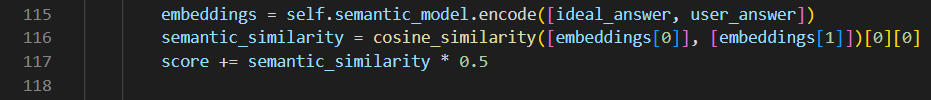 115 embeddings = self.semantic_model.encode([ideal_answer, user_answer])
116 semantic_similarity = cosine_similarity([embeddings[0]], [embeddings[1]])[0][0]
117 score += semantic_similarity * 0.5
118